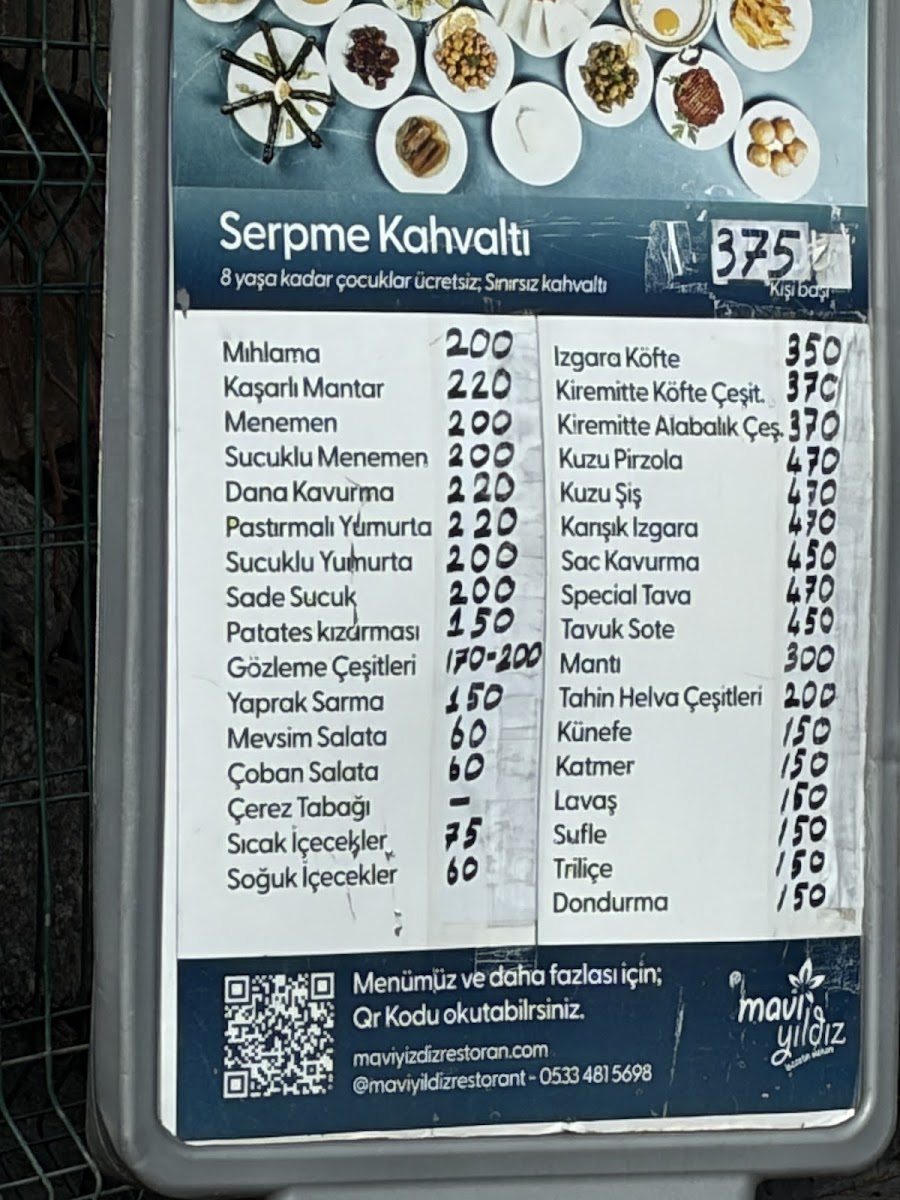 Serpme Kahvaltı 375
8 yaşa kadar çocuklar ücretsiz, Sınırsız kahvaltı Kişi başı
Mıhlama 200
Kaşarlı Mantar 220
Menemen 200
Sucuklu Menemen 200
Dana Kavurma 220
Pastırmalı Yumurta 220
Sucuklu Yumurta 200
Sade Sucuk 200
Patates kızarması 150
Gözleme Çeşitleri 170-200
Yaprak Sarma 150
Mevsim Salata 60
Çoban Salata 60
Çerez Tabağı -
Sıcak İçecekler 75
Soğuk İçecekler 60
Izgara Köfte 350
Kiremitte Köfte Çeşit. 370
Kiremitte Alabalık Çeş. 370
Kuzu Pirzola 470
Kuzu Şiş 470
Karışık Izgara 470
Sac Kavurma 450
Special Tava 470
Tavuk Sote 450
Mantı 300
Tahin Helva Çeşitleri 200
Künefe 150
Katmer 150
Lavaş 150
Sufle 150
Triliçe 150
Dondurma 150
Menümüz ve daha fazlası için;
Qr Kodu okutabilrsiniz.
maviyizdizrestoran.com
@maviyildizrestorant - 0533 481 5698
mavi
yıldız